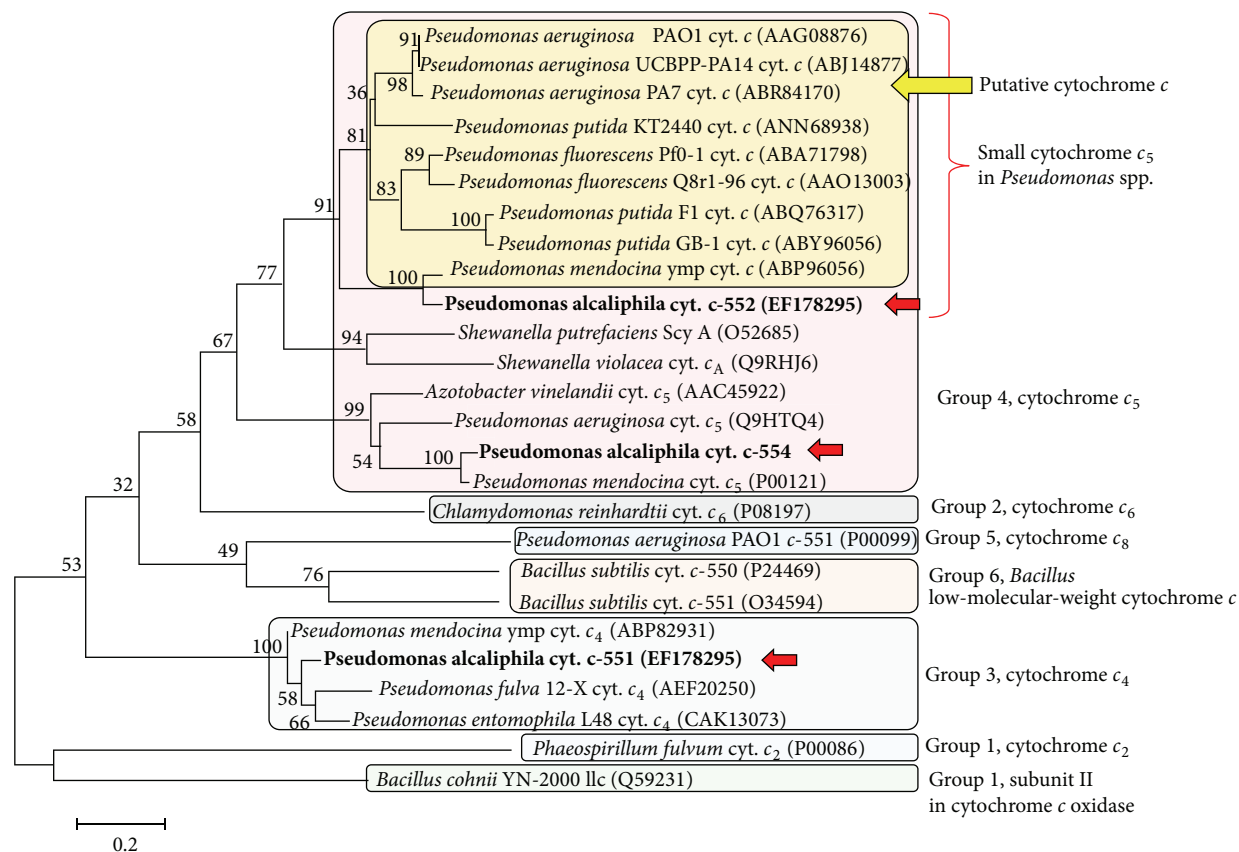 91
Pseudomonas aeruginosa PAO1 cyt. c (AAG08876)
Pseudomonas aeruginosa UCBPP-PA14 cyt. c (ABJ14877)
98
Pseudomonas aeruginosa PA7 cyt. c (ABR84170)
Putative cytochrome c
36
Pseudomonas putida KT2440 cyt. c (ANN68938)
81
89
Pseudomonas fluorescens Pf0-1 cyt. c (ABA71798)
Small cytochrome c5
in Pseudomonas spp.
83
Pseudomonas fluorescens Q8r1-96 cyt. c (AAO13003)
91
100
Pseudomonas putida F1 cyt. c (ABQ76317)
Pseudomonas putida GB-1 cyt. c (ABY96056)
77
100
Pseudomonas mendocina ymp cyt. c (ABP96056)
Pseudomonas alcaliphila cyt. c-552 (EF178295)
67
94
Shewanella putrefaciens Scy A (O52685)
Shewanella violacea cyt. cA (Q9RHJ6)
Azotobacter vinelandii cyt. c5 (AAC45922)
Group 4, cytochrome c5
58
99
Pseudomonas aeruginosa cyt. c5 (Q9HTQ4)
Pseudomonas alcaliphila cyt. c-554
54
100
Pseudomonas mendocina cyt. c5 (P00121)
32
Chlamydomonas reinhardtii cyt. c6 (P08197)
Group 2, cytochrome c6
49
Pseudomonas aeruginosa PAO1 c-551 (P00099)
Group 5, cytochrome c8
53
76
Bacillus subtilis cyt. c-550 (P24469)
Group 6, Bacillus
low-molecular-weight cytochrome c
Bacillus subtilis cyt. c-551 (O34594)
100
Pseudomonas mendocina ymp cyt. c4 (ABP82931)
Pseudomonas alcaliphila cyt. c-551 (EF178295)
Group 3, cytochrome c4
58
Pseudomonas fulva 12-X cyt. c4 (AEF20250)
66
Pseudomonas entomophila L48 cyt. c4 (CAK13073)
Phaeospirillum fulvum cyt. c2 (P00086)
Group 1, cytochrome c2
Bacillus cohnii YN-2000 llc (Q59231)
Group 1, subunit II
in cytochrome c oxidase
0.2